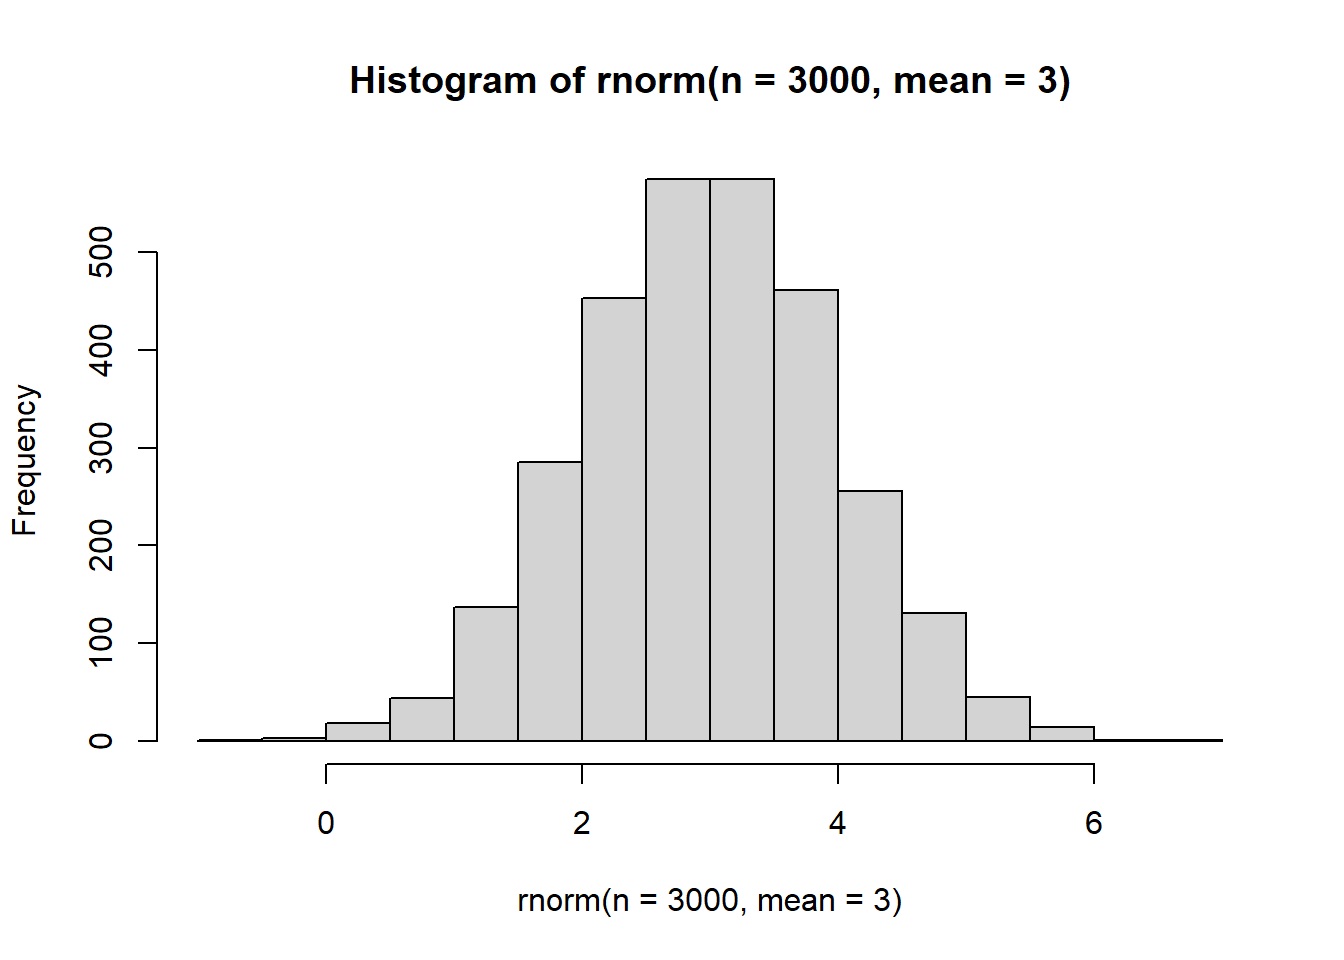 Histogram of rnorm(n = 3000, mean = 3)
Frequency
500
400
300
200
100
0
0 2 4 6
rnorm(n = 3000, mean = 3)